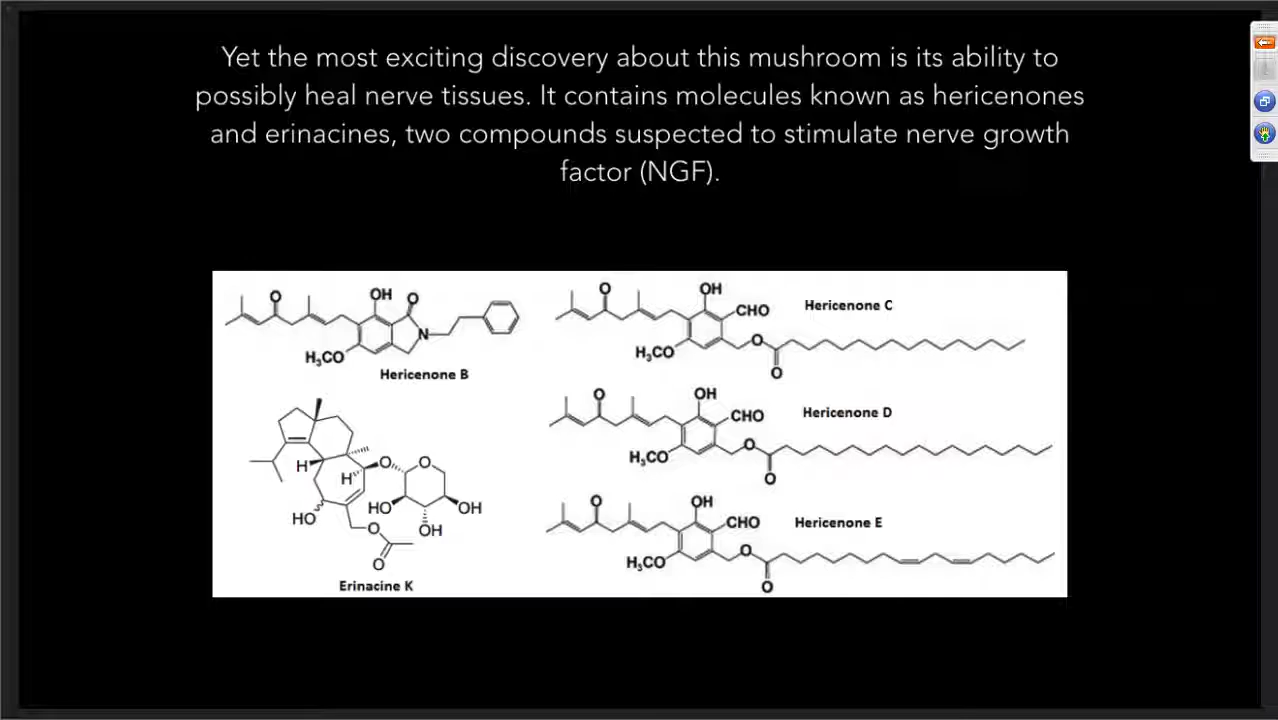 Yet the most exciting discovery about this mushroom is its ability to
possibly heal nerve tissues. It contains molecules known as hericenones
and erinacines, two compounds suspected to stimulate nerve growth
factor (NGF).
O
OH
O
N
H₃CO
Hericenone B
O
OH
CHO
Hericenone C
H₃CO
O
O
O
OH
CHO
Hericenone D
H₃CO
O
O
H
H
O
O
HO
OH
OH
HO
O
O
Erinacine K
O
OH
CHO
Hericenone E
H₃CO
O
O